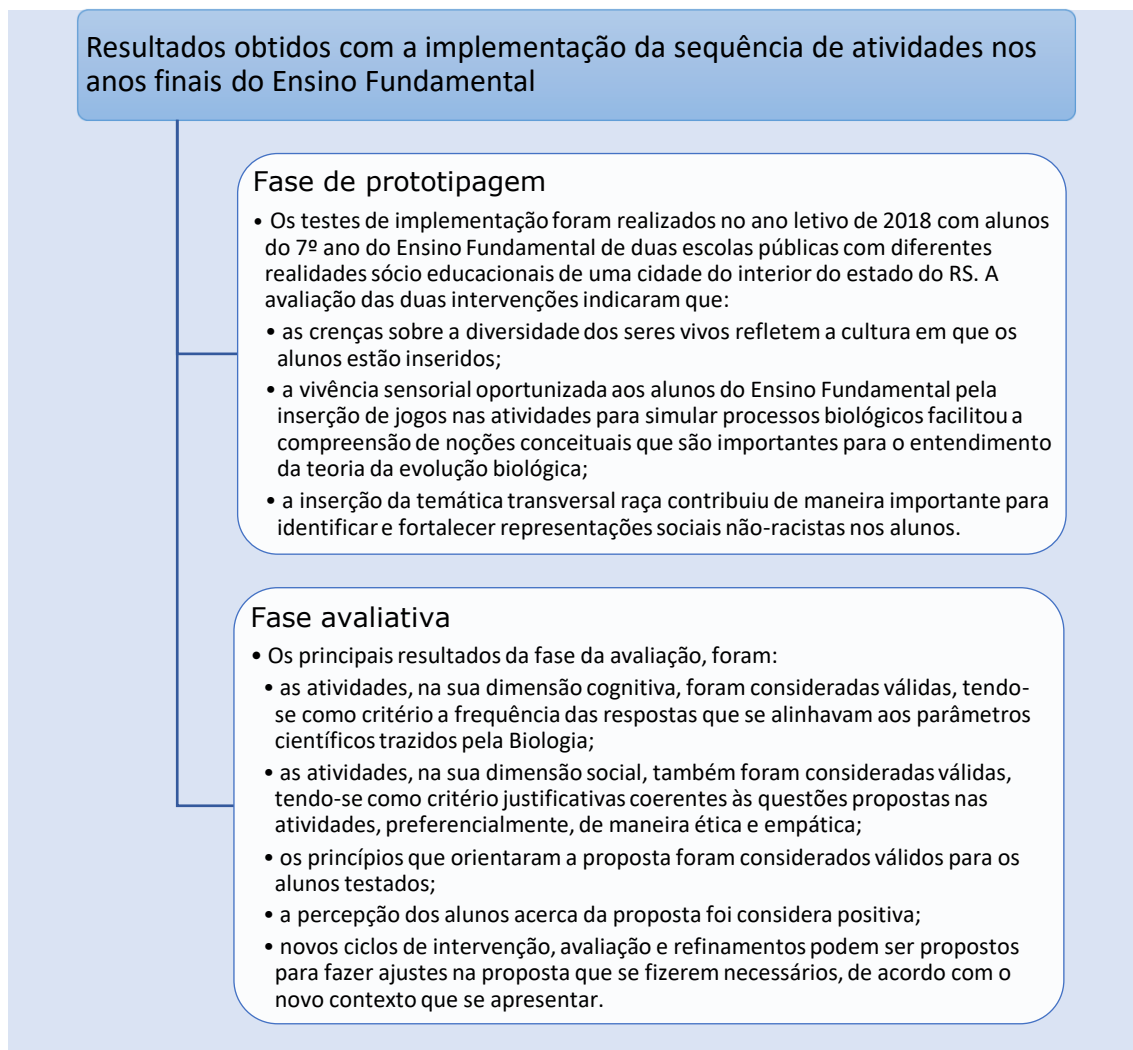 Resultados obtidos com a implementação da sequência de atividades nos
anos finais do Ensino Fundamental
Fase de prototipagem
• Os testes de implementação foram realizados no ano letivo de 2018 com alunos
do 7º ano do Ensino Fundamental de duas escolas públicas com diferentes
realidades sócio educacionais de uma cidade do interior do estado do RS. A
avaliação das duas intervenções indicaram que:
• as crenças sobre a diversidade dos seres vivos refletem a cultura em que os
alunos estão inseridos;
• a vivência sensorial oportunizada aos alunos do Ensino Fundamental pela
inserção de jogos nas atividades para simular processos biológicos facilitou a
compreensão de noções conceituais que são importantes para o entendimento
da teoria da evolução biológica;
• a inserção da temática transversal raça contribuiu de maneira importante para
identificar e fortalecer representações sociais não-racistas nos alunos.
Fase avaliativa
• Os principais resultados da fase da avaliação, foram:
• as atividades, na sua dimensão cognitiva, foram consideradas válidas, tendo-
se como critério a frequência das respostas que se alinhavam aos parâmetros
científicos trazidos pela Biologia;
• as atividades, na sua dimensão social, também foram consideradas válidas,
tendo-se como critério justificativas coerentes às questões propostas nas
atividades, preferencialmente, de maneira ética e empática;
• os princípios que orientaram a proposta foram considerados válidos para os
alunos testados;
• a percepção dos alunos acerca da proposta foi considera positiva;
• novos ciclos de intervenção, avaliação e refinamentos podem ser propostos
para fazer ajustes na proposta que se fizerem necessários, de acordo com o
novo contexto que se apresentar.